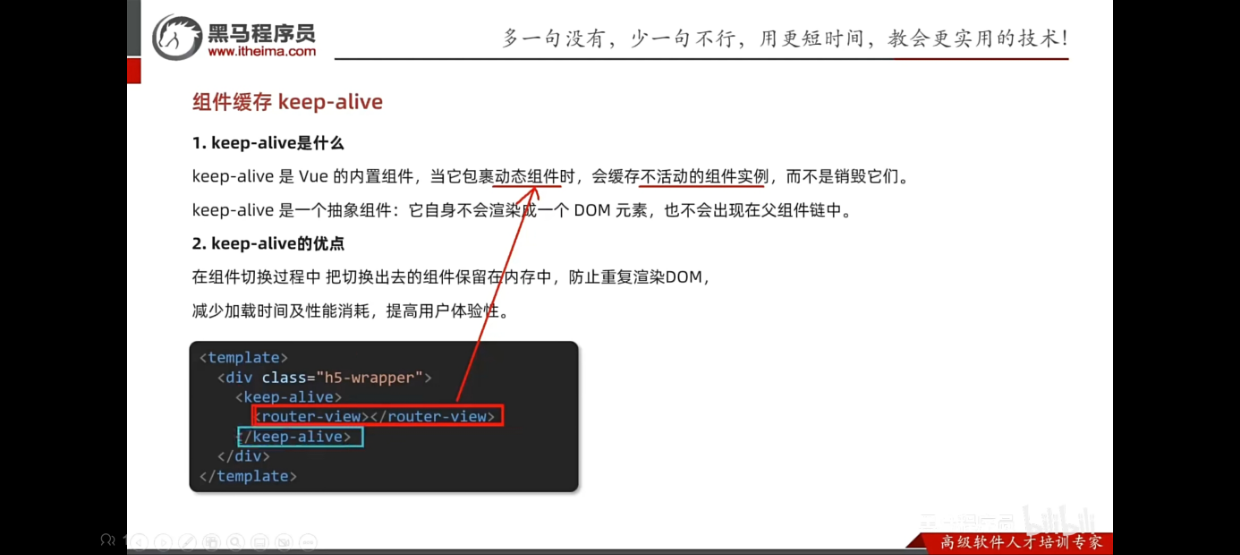 黑马程序员
www.itheima.com
多一句没有，少一句不行，用更短时间，教会更实用的技术！
组件缓存 keep-alive
1. keep-alive是什么
keep-alive 是 Vue 的内置组件，当它包裹动态组件时，会缓存不活动的组件实例，而不是销毁它们。
keep-alive 是一个抽象组件：它自身不会渲染成一个 DOM 元素，也不会出现在父组件链中。
2. keep-alive的优点
在组件切换过程中 把切换出去的组件保留在内存中，防止重复渲染DOM，
减少加载时间及性能消耗，提高用户体验性。
<template>
<div class="h5-wrapper">
<keep-alive>
<router-view></router-view>
</keep-alive>
</div>
</template>
bilibili
高级软件人才培训专家